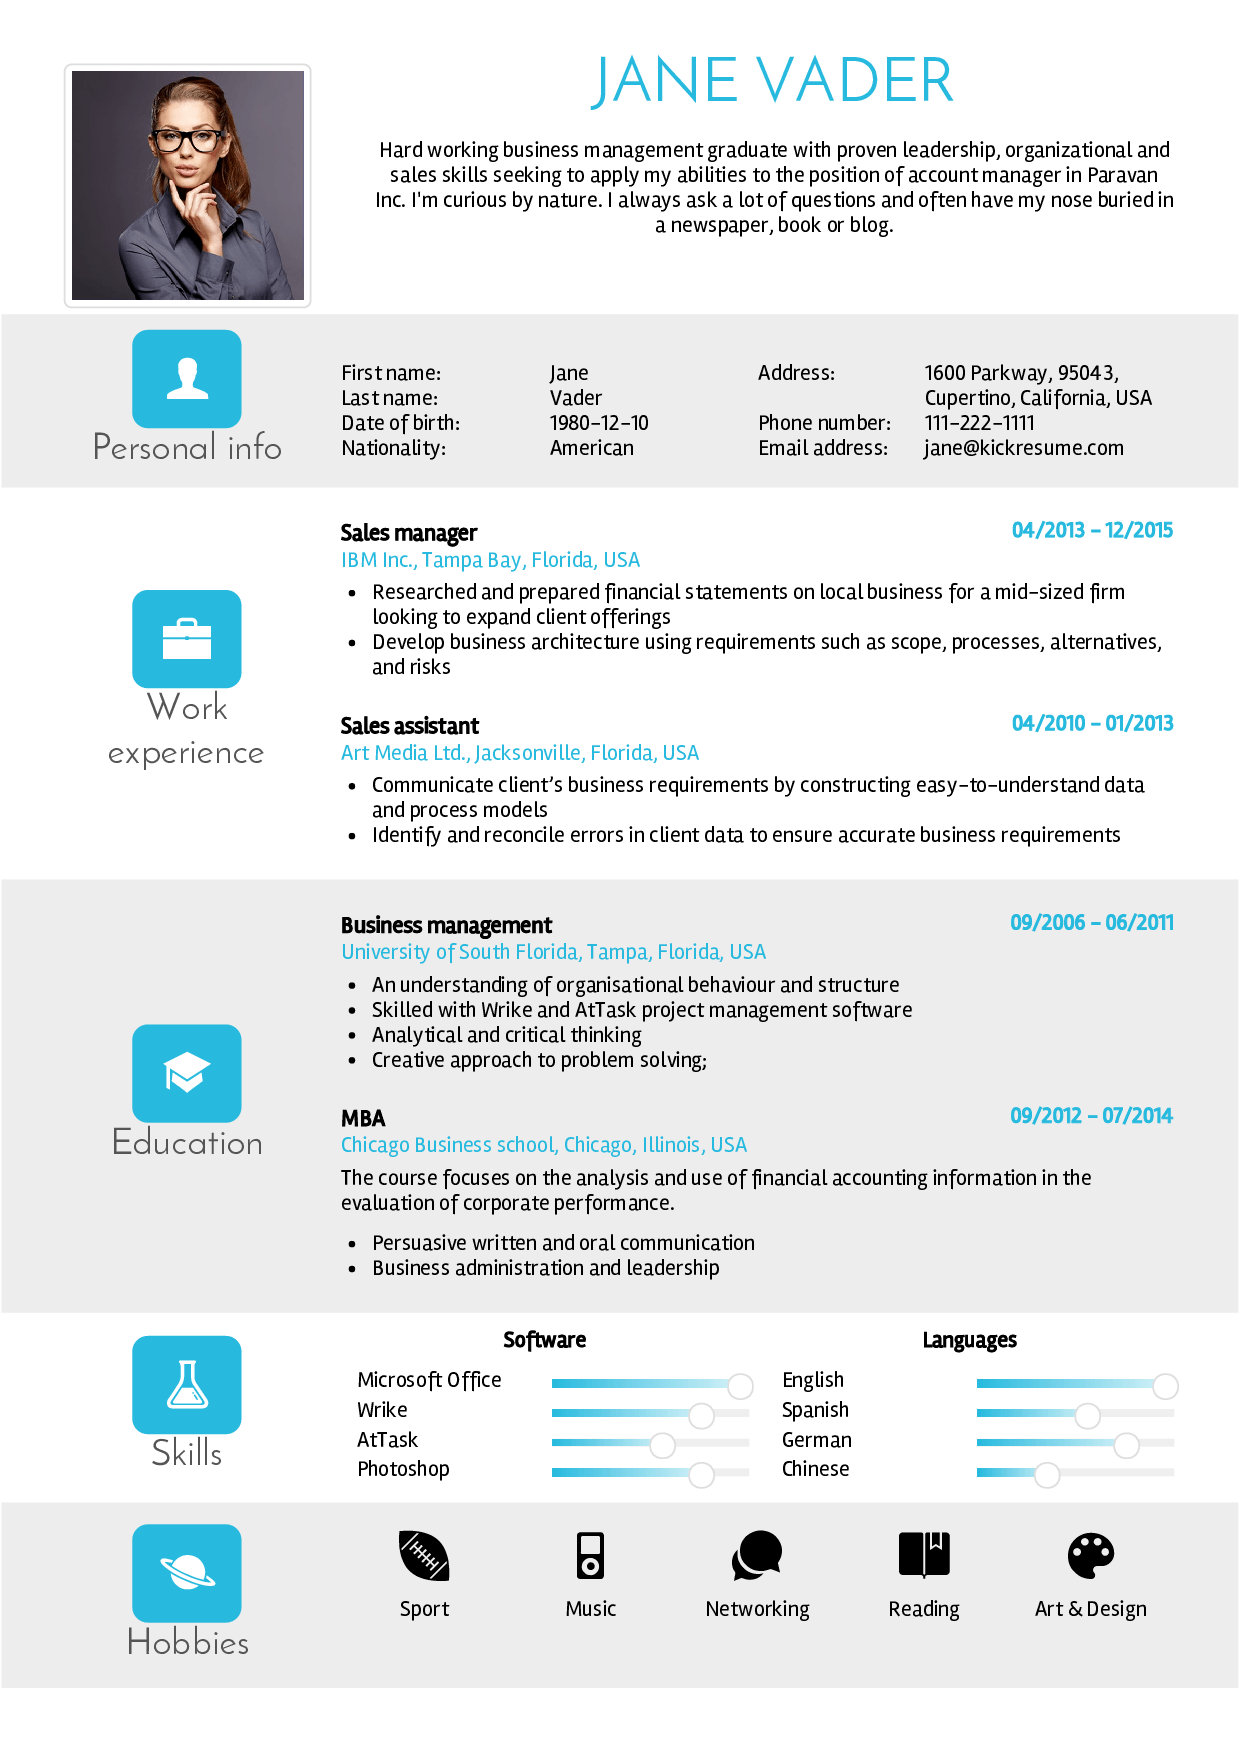 JANE VADER
Hard working business management graduate with proven leadership, organizational and
sales skills seeking to apply my abilities to the position of account manager in Paravan
Inc. I'm curious by nature. I always ask a lot of questions and often have my nose buried in
a newspaper, book or blog.
Personal info
First name: Jane
Last name: Vader
Date of birth: 1980-12-10
Nationality: American
Address: 1600 Parkway, 95043,
Cupertino, California, USA
Phone number: 111-222-1111
Email address: jane@kickresume.com
Work
experience
Sales manager 04/2013 - 12/2015
IBM Inc., Tampa Bay, Florida, USA
• Researched and prepared financial statements on local business for a mid-sized firm
looking to expand client offerings
• Develop business architecture using requirements such as scope, processes, alternatives,
and risks
Sales assistant 04/2010 - 01/2013
Art Media Ltd., Jacksonville, Florida, USA
• Communicate client’s business requirements by constructing easy-to-understand data
and process models
• Identify and reconcile errors in client data to ensure accurate business requirements
Education
Business management 09/2006 - 06/2011
University of South Florida, Tampa, Florida, USA
• An understanding of organisational behaviour and structure
• Skilled with Wrike and AtTask project management software
• Analytical and critical thinking
• Creative approach to problem solving;
MBA 09/2012 - 07/2014
Chicago Business school, Chicago, Illinois, USA
The course focuses on the analysis and use of financial accounting information in the
evaluation of corporate performance.
• Persuasive written and oral communication
• Business administration and leadership
Skills
Software
Microsoft Office
Wrike
AtTask
Photoshop
Languages
English
Spanish
German
Chinese
Hobbies
Sport
Music
Networking
Reading
Art & Design